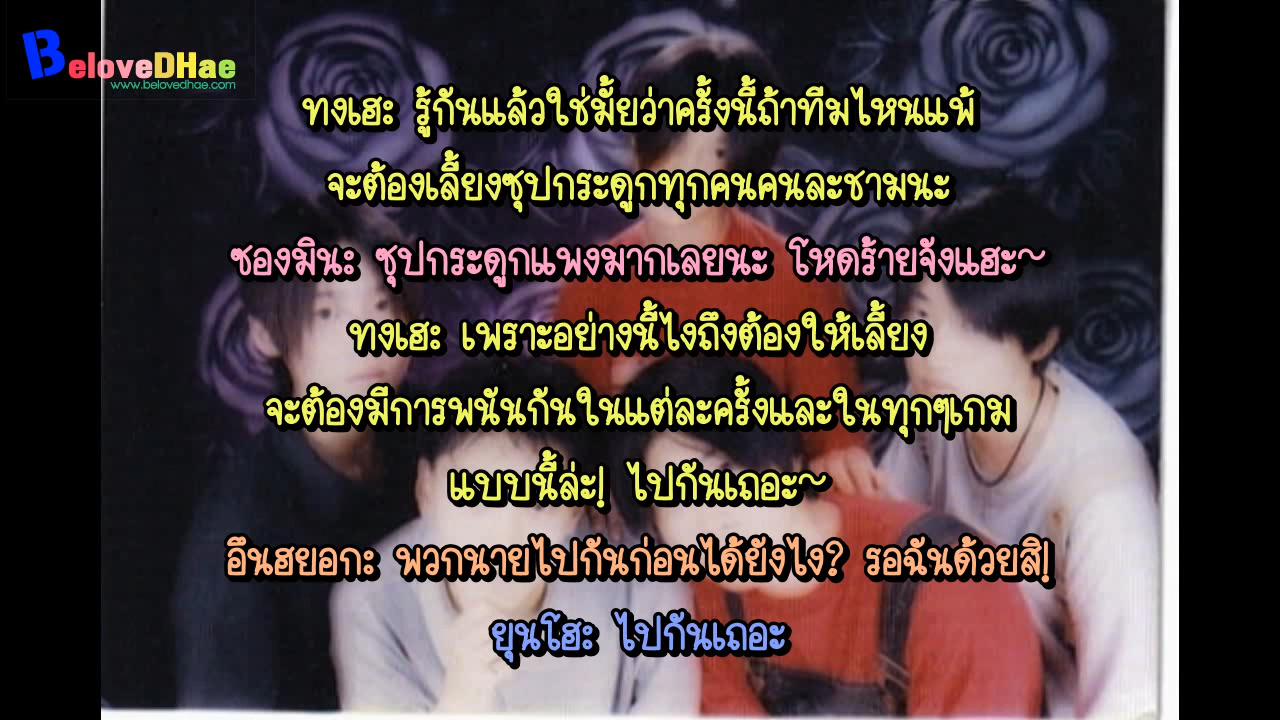 BeloveDHae
www.belovedhae.com
ทงเฮ: รู้กันแล้วใช่มั้ยว่าครั้งนี้ถ้าทีมไหนแพ้
จะต้องเลี้ยงซุปกระดูกทุกคนคนละชามนะ
ซองมิน: ซุปกระดูกแพงมากเลยนะ โหดร้ายจังแฮะ~
ทงเฮ: เพราะอย่างนี้ไงถึงต้องให้เลี้ยง
จะต้องมีการพนันกันในแต่ละครั้งและในทุกๆเกม
แบบนี้ล่ะ! ไปกันเถอะ~
อึนฮยอก: พวกนายไปกันก่อนได้ยังไง? รอฉันด้วยสิ!
ยุนโฮ: ไปกันเถอะ